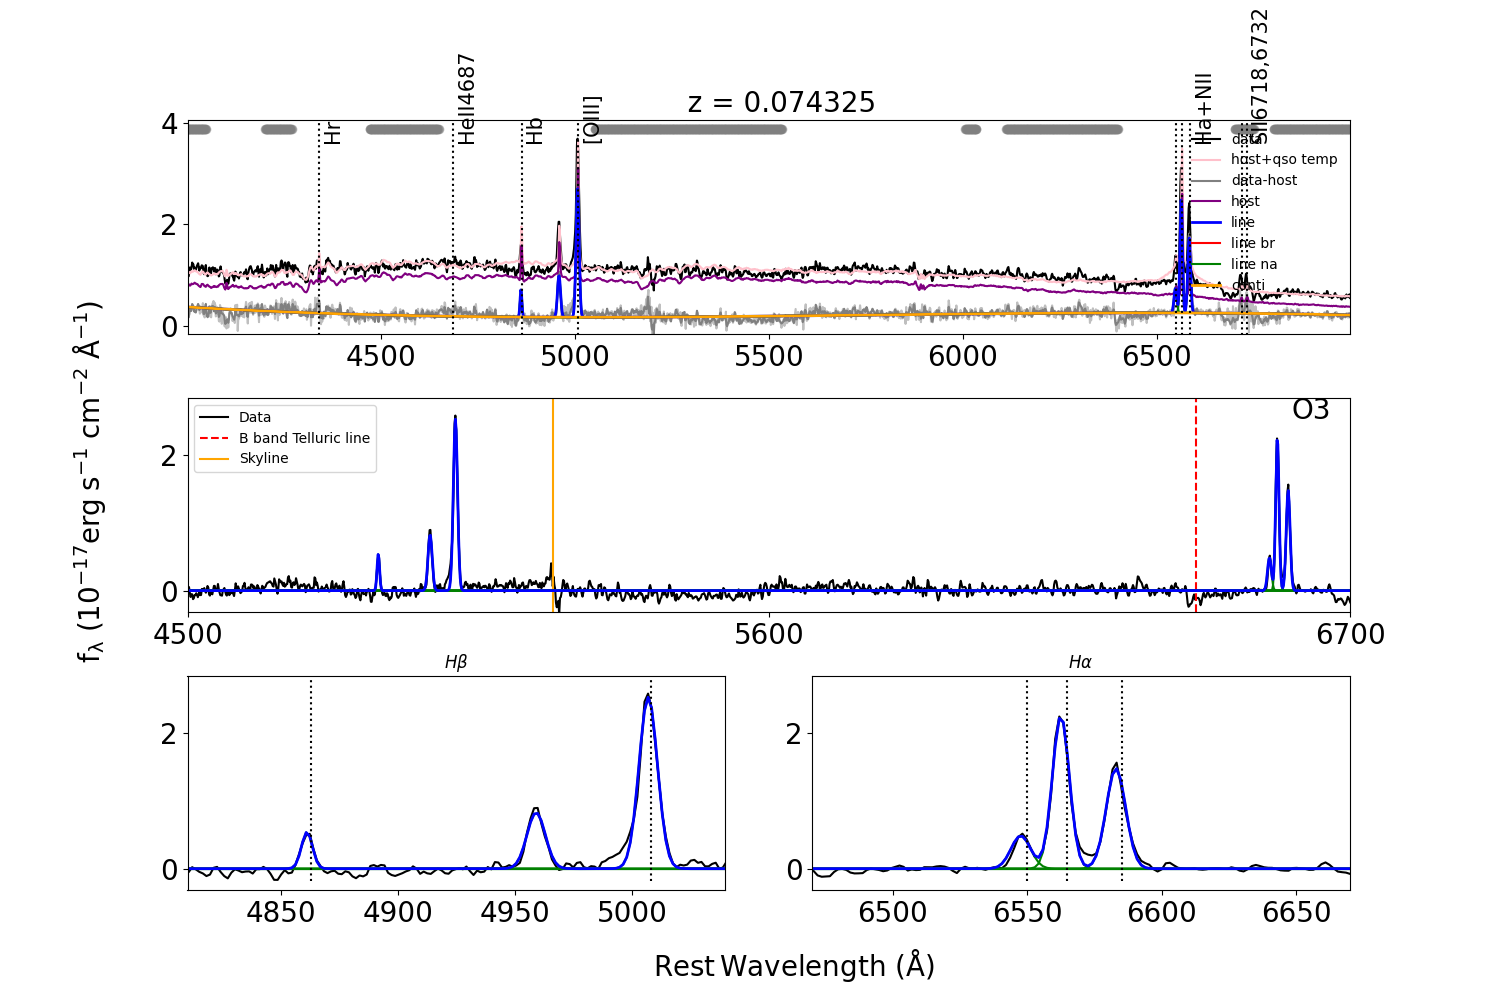 z = 0.074325
Hr
HeII4687
Hb
[OIII]
Ha+NII
SII6718,6732
data
host+qso temp
data-host
host
line
line br
line na
conti
4
2
0
4500
5000
5500
6000
6500
Data
B band Telluric line
Skyline
O3
2
0
4500
5600
6700
fλ (10−17erg s−1 cm−2 Å−1)
Hβ
2
0
4850
4900
4950
5000
Hα
2
0
6500
6550
6600
6650
Rest Wavelength (Å)